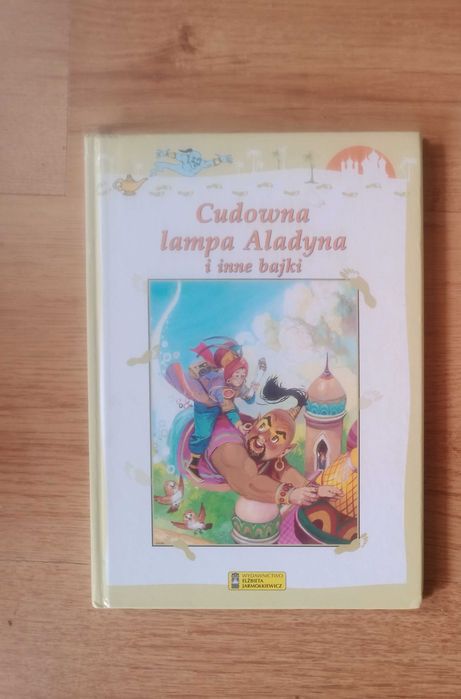 Cudowna
lampa Aladyna
i inne bajki
WYDAWNICTWO
ELŻBIETA
JARMOŁKIEWICZ